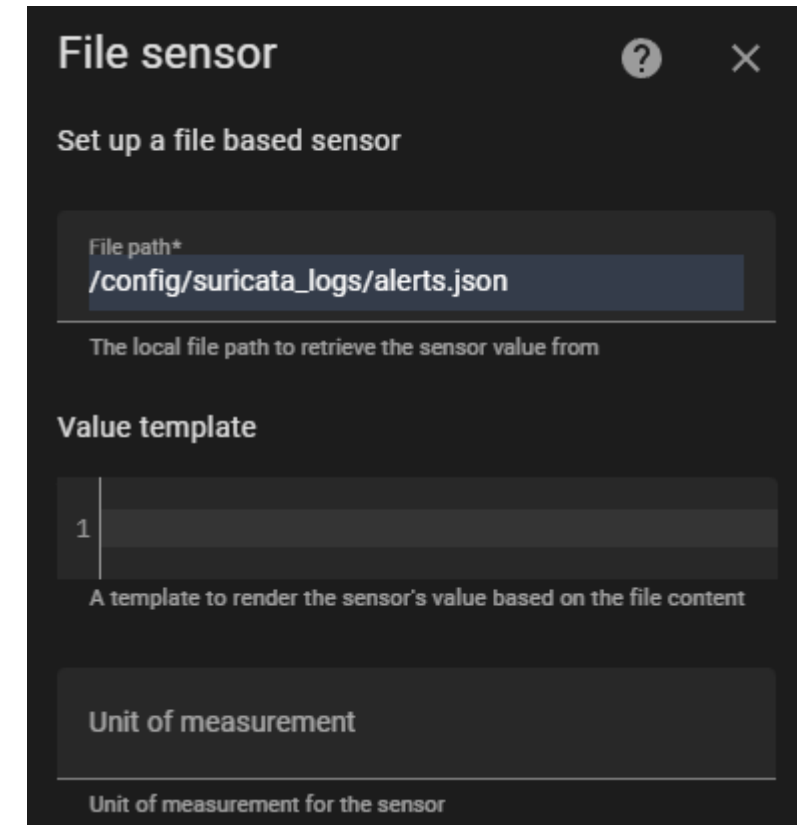 File sensor
Set up a file based sensor
File path*
/config/suricata_logs/alerts.json
The local file path to retrieve the sensor value from
Value template
1
A template to render the sensor's value based on the file content
Unit of measurement
Unit of measurement for the sensor